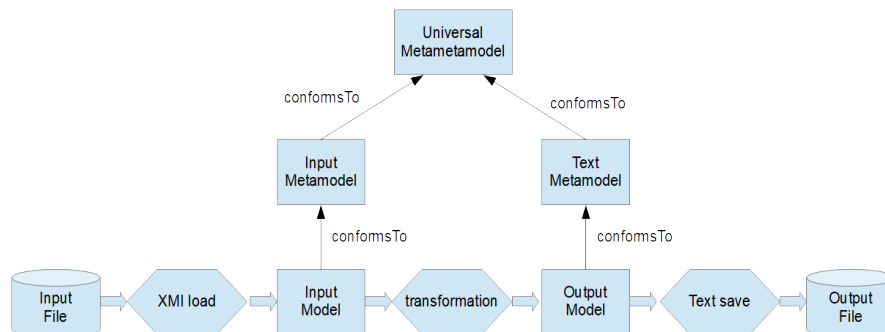 Universal
Metametamodel
conformsTo
conformsTo
Input
Metamodel
Text
Metamodel
conformsTo
conformsTo
Input
File
XMI load
Input
Model
transformation
Output
Model
Text save
Output
File